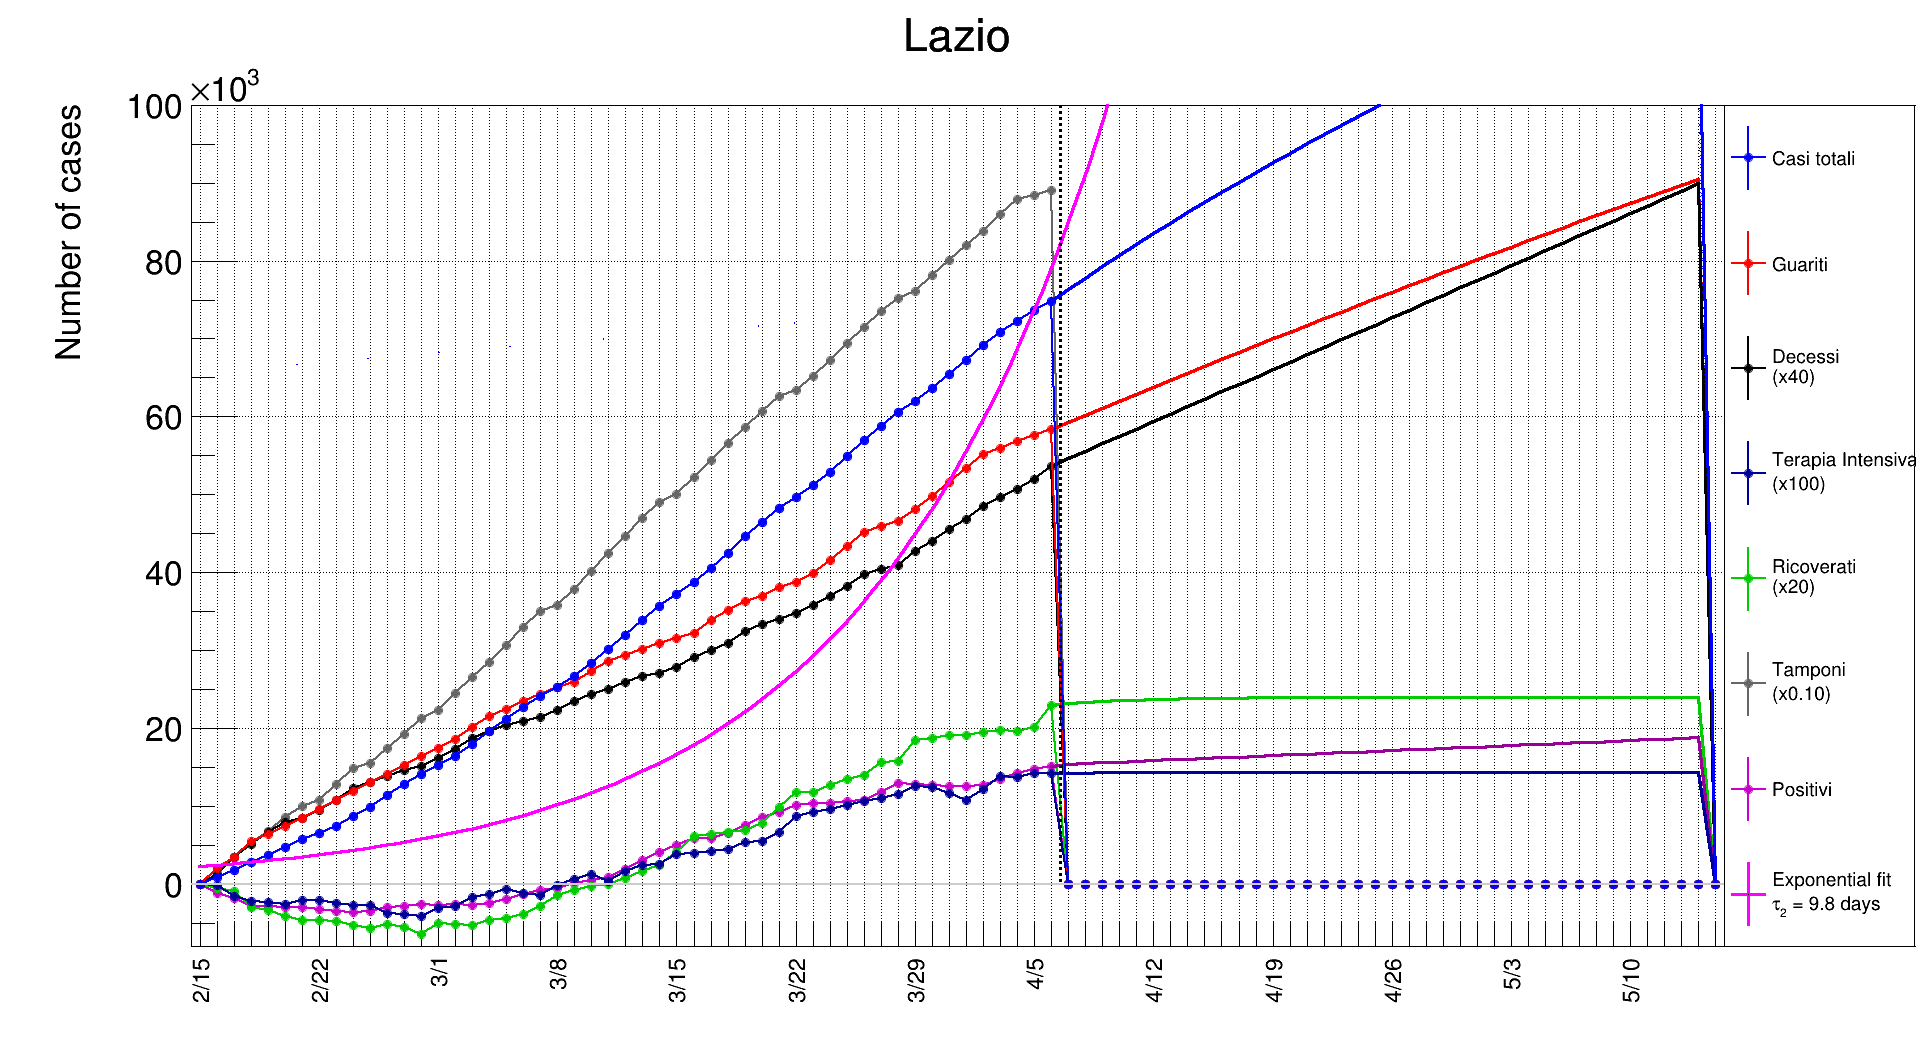 Lazio
×10³
Number of cases
100
80
60
40
20
0
2/15
2/22
3/1
3/8
3/15
3/22
3/29
4/5
4/12
4/19
4/26
5/3
5/10
Casi totali
Guariti
Decessi
(x40)
Terapia Intensiva
(x100)
Ricoverati
(x20)
Tamponi
(x0.10)
Positivi
Exponential fit
τ₂ = 9.8 days